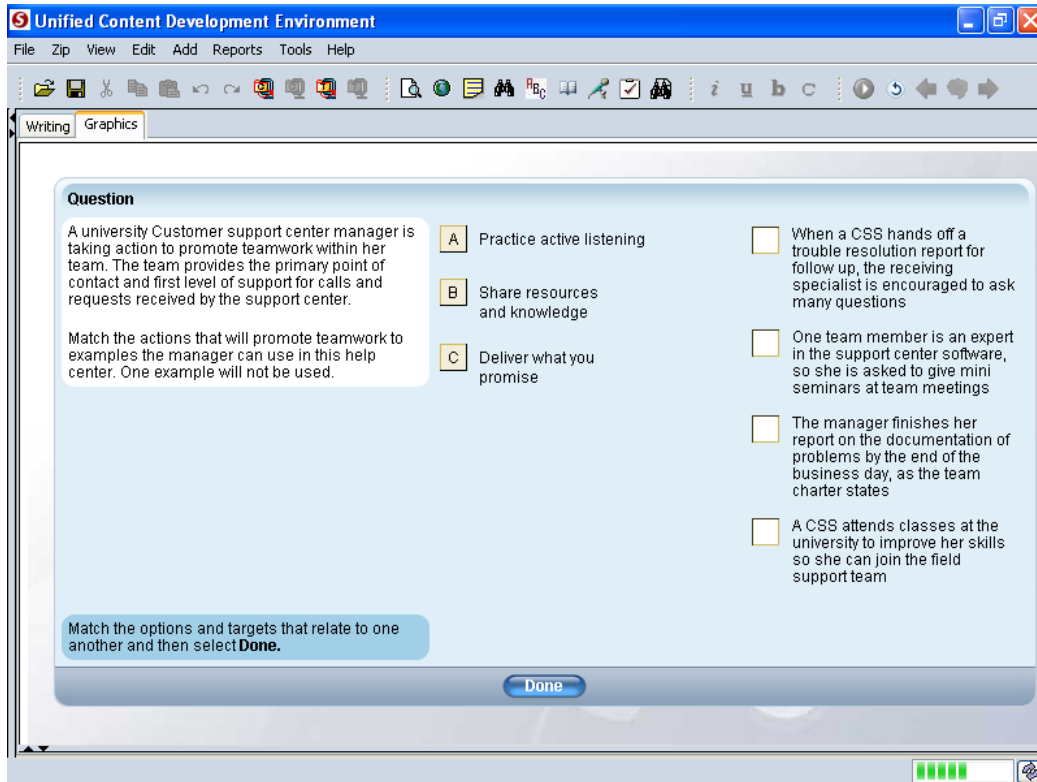 Unified Content Development Environment
File Zip View Edit Add Reports Tools Help
ABC i u b c
Writing Graphics
Question
A university Customer support center manager is
taking action to promote teamwork within her
team. The team provides the primary point of
contact and first level of support for calls and
requests received by the support center.
Match the actions that will promote teamwork to
examples the manager can use in this help
center. One example will not be used.
A Practice active listening
B Share resources
and knowledge
C Deliver what you
promise
When a CSS hands off a
trouble resolution report for
follow up, the receiving
specialist is encouraged to ask
many questions
One team member is an expert
in the support center software,
so she is asked to give mini
seminars at team meetings
The manager finishes her
report on the documentation of
problems by the end of the
business day, as the team
charter states
A CSS attends classes at the
university to improve her skills
so she can join the field
support team
Match the options and targets that relate to one
another and then select Done.
Done